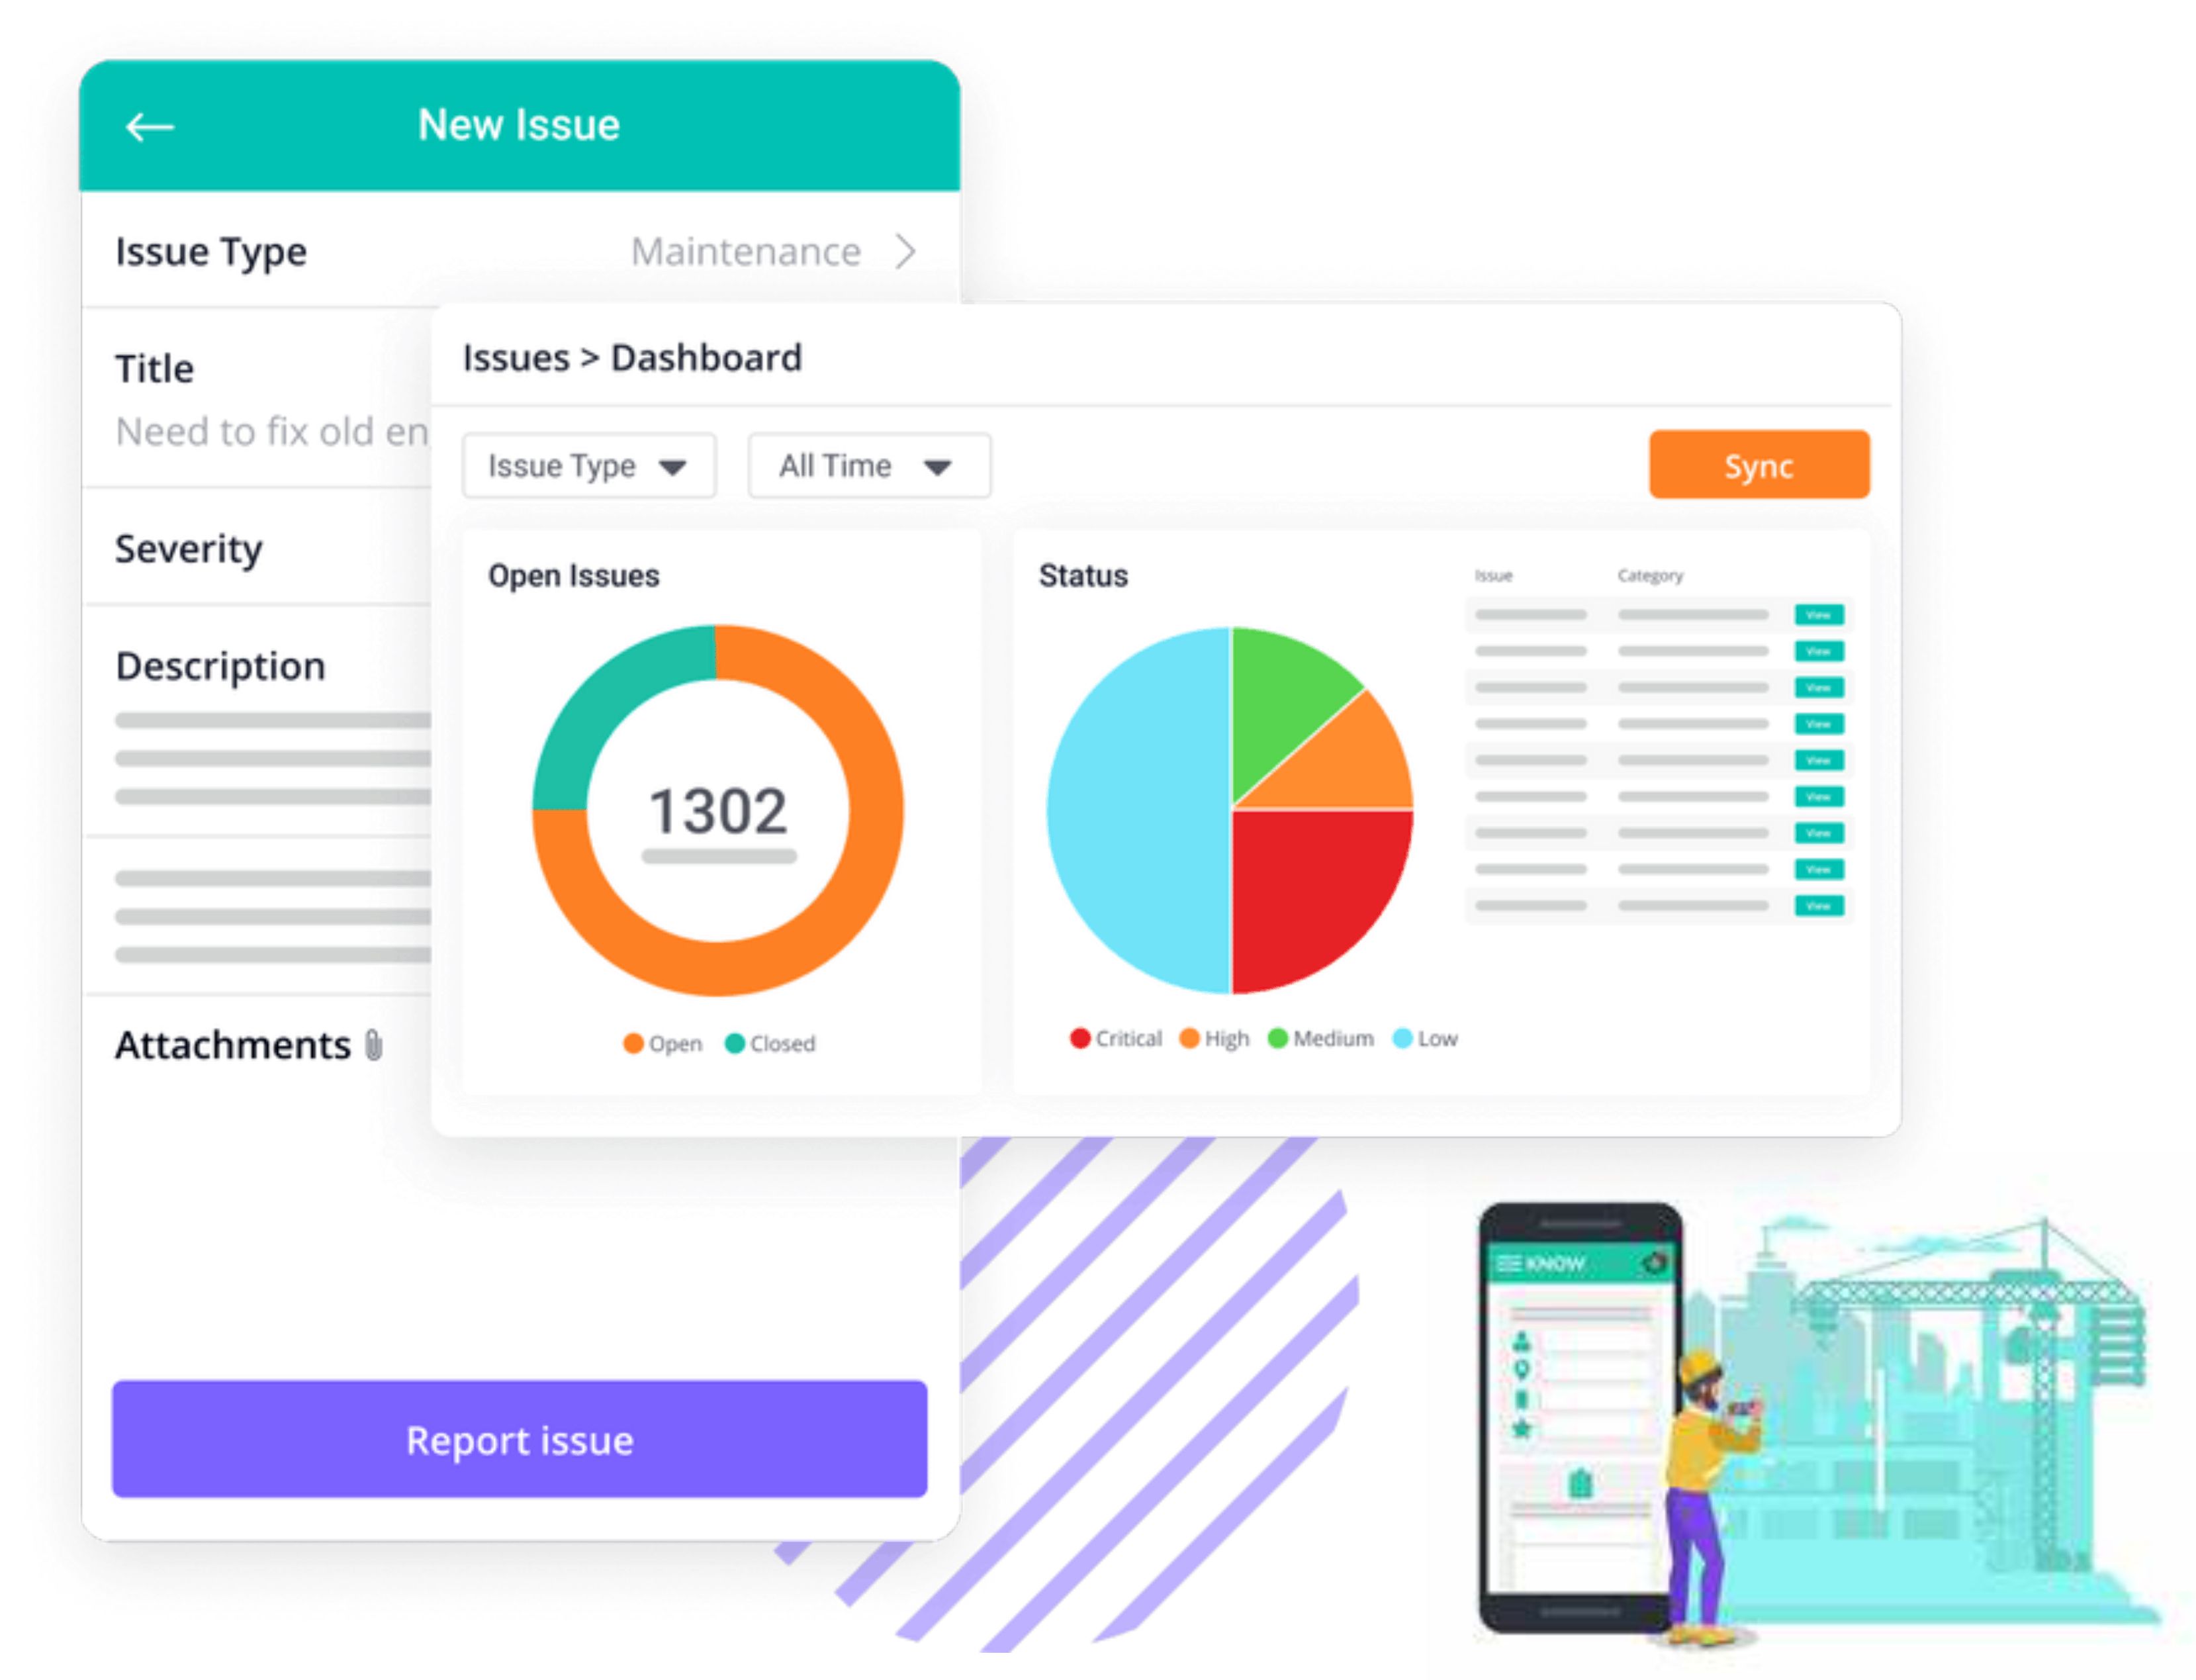 New Issue
Issue Type
Maintenance
Title
Need to fix old en
Severity
Description
Attachments
Report issue
Issues > Dashboard
Issue Type
All Time
Sync
Open Issues
1302
Open
Closed
Status
Critical
High
Medium
Low
Issue
Category
View
View
View
View
View
View
View
View
View
KNOW